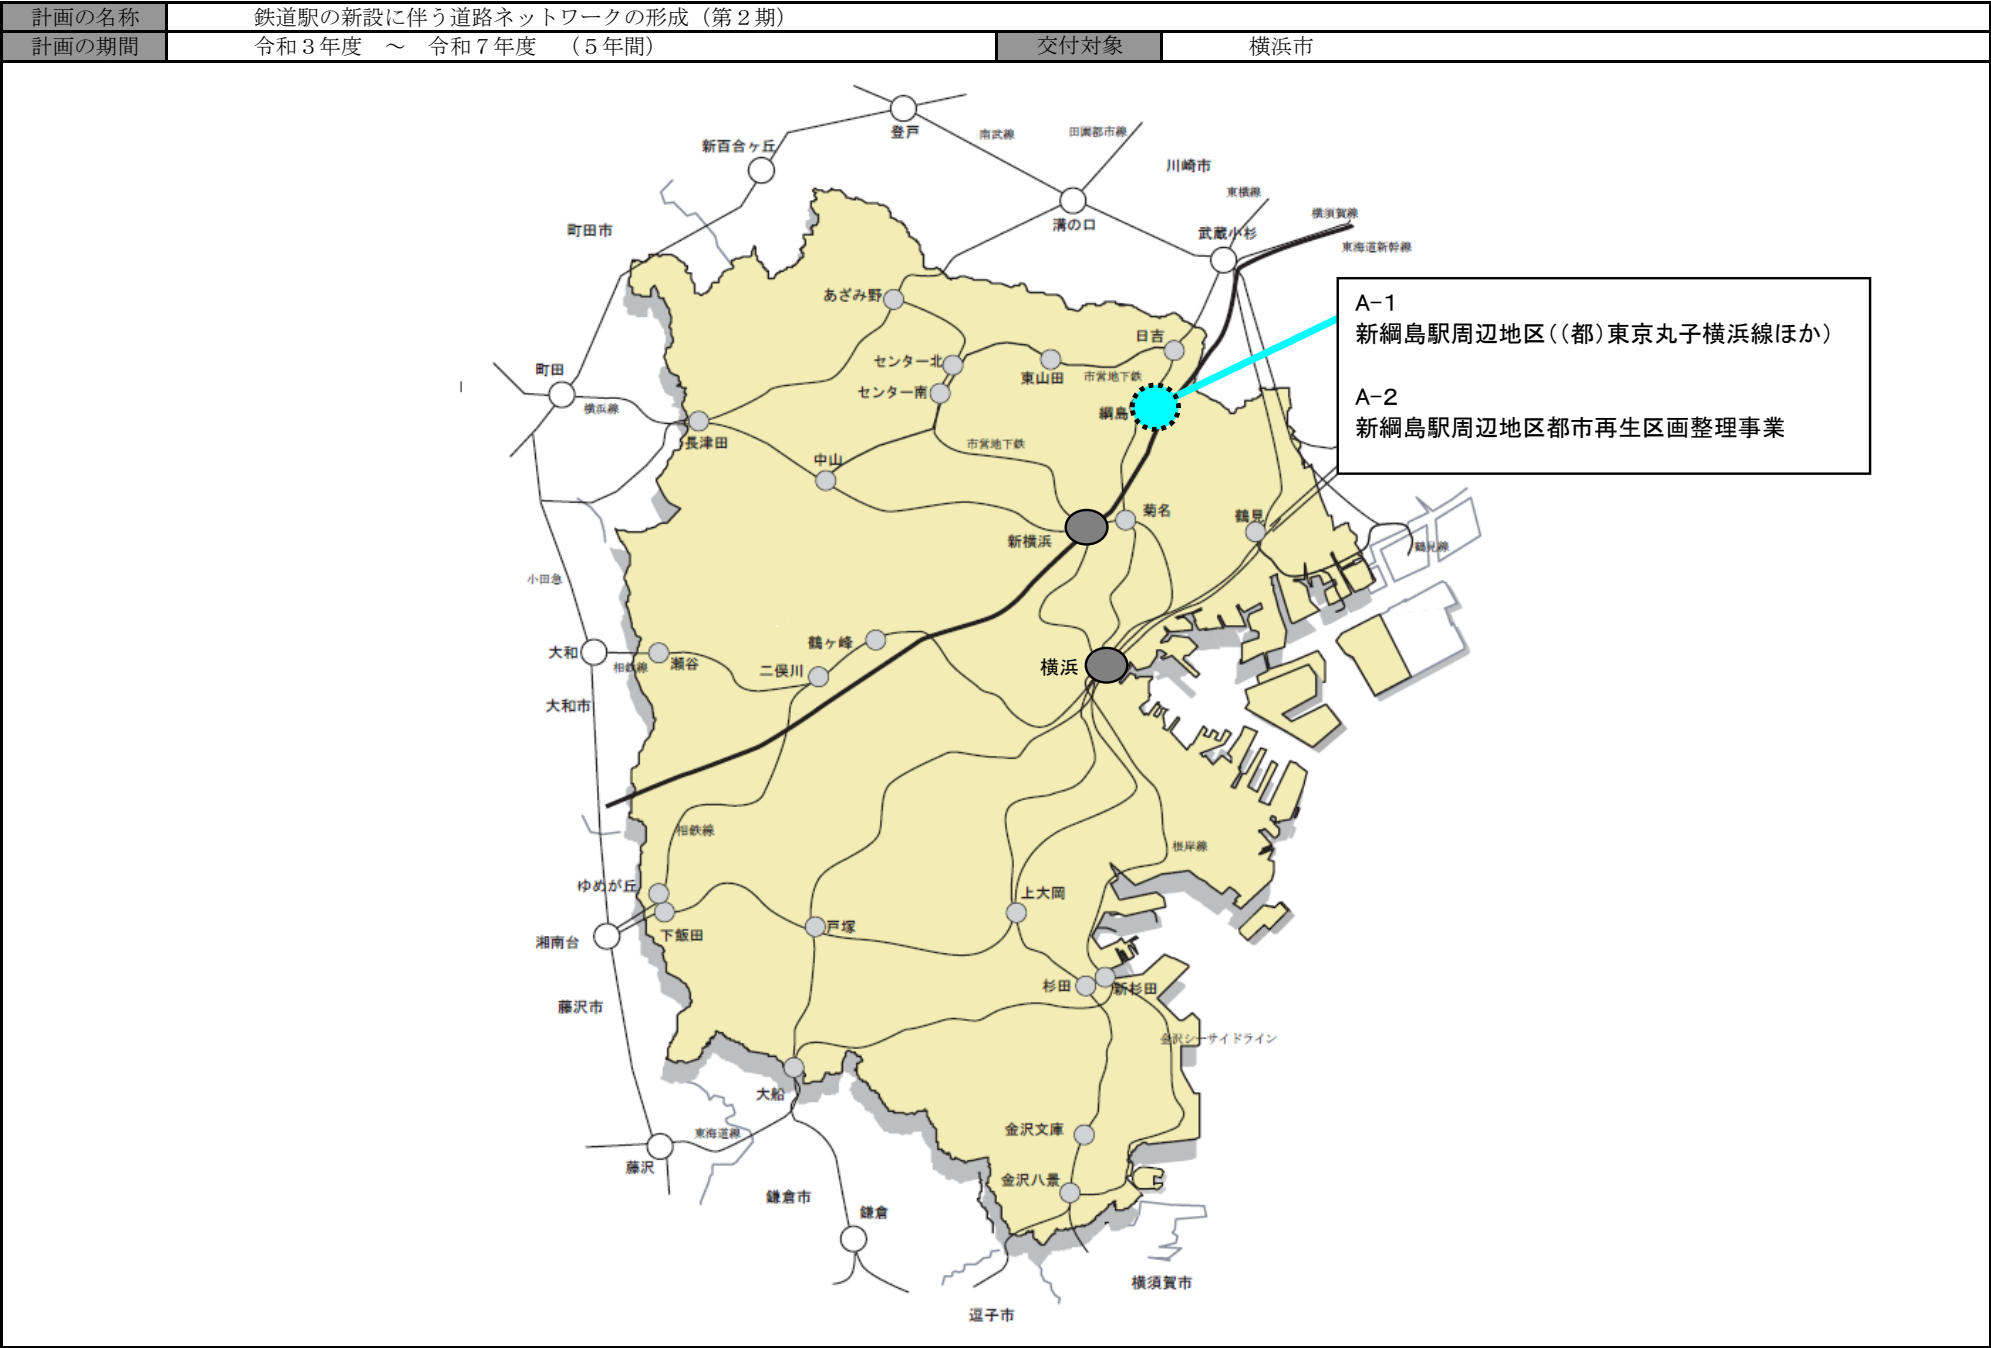 計画の名称 鉄道駅の新設に伴う道路ネットワークの形成（第２期）
計画の期間 令和３年度 ～ 令和７年度 （５年間） 交付対象 横浜市
登戸
南武線
田園都市線
新百合ヶ丘
川崎市
東横線
横須賀線
溝の口
町田市
武蔵小杉
東海道新幹線
あざみ野
A-1
新綱島駅周辺地区((都)東京丸子横浜線ほか)
日吉
センター北
町田
東山田
市営地下鉄
センター南
A-2
横浜線
綱島
新綱島駅周辺地区都市再生区画整理事業
長津田
市営地下鉄
中山
菊名
鶴見
新横浜
鶴見線
小田急
鶴ヶ峰
大和
相鉄線
瀬谷
二俣川
横浜
大和市
相鉄線
根岸線
ゆめが丘
上大岡
下飯田
戸塚
湘南台
杉田
新杉田
藤沢市
金沢シーサイドライン
大船
東海道線
金沢文庫
藤沢
金沢八景
鎌倉市
鎌倉
横須賀市
逗子市